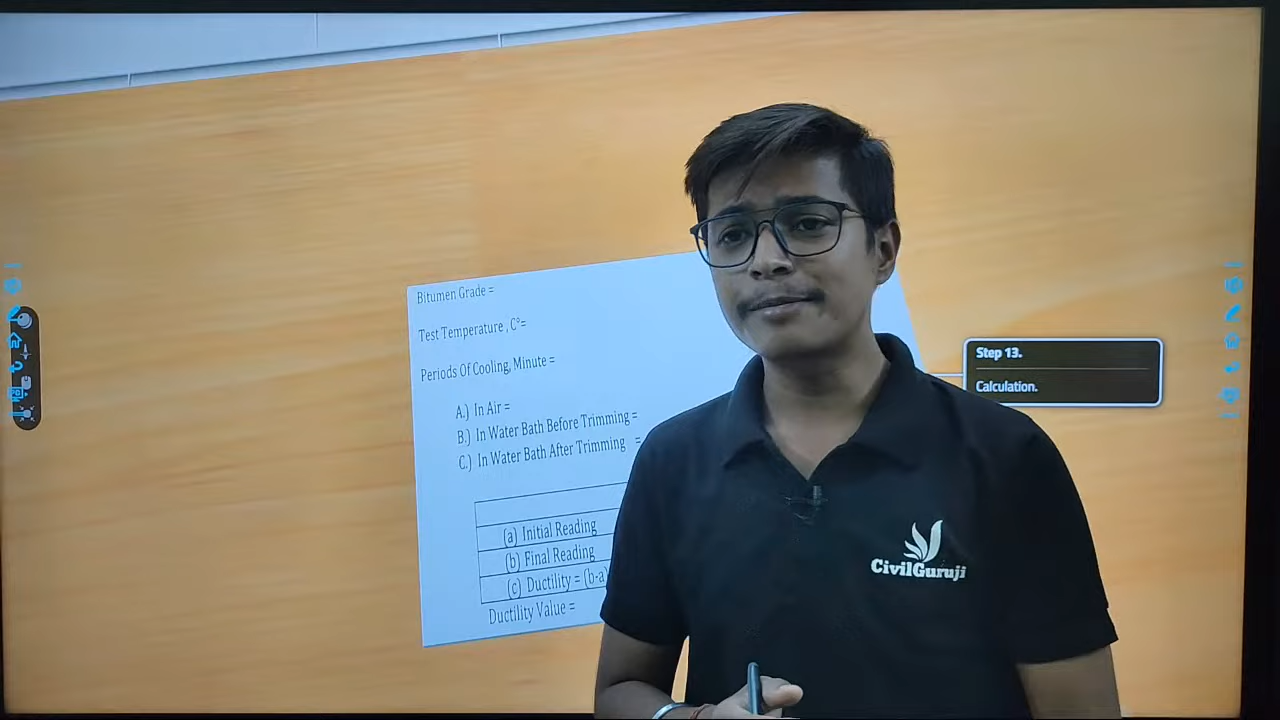 Bitumen Grade =
Test Temperature , C°=
Periods Of Cooling, Minute =
A.) In Air =
B.) In Water Bath Before Trimming =
C.) In Water Bath After Trimming =
(a) Initial Reading
(b) Final Reading
(c) Ductility = (b-a)
Ductility Value =
Step 13.
Calculation.
CivilGuruji